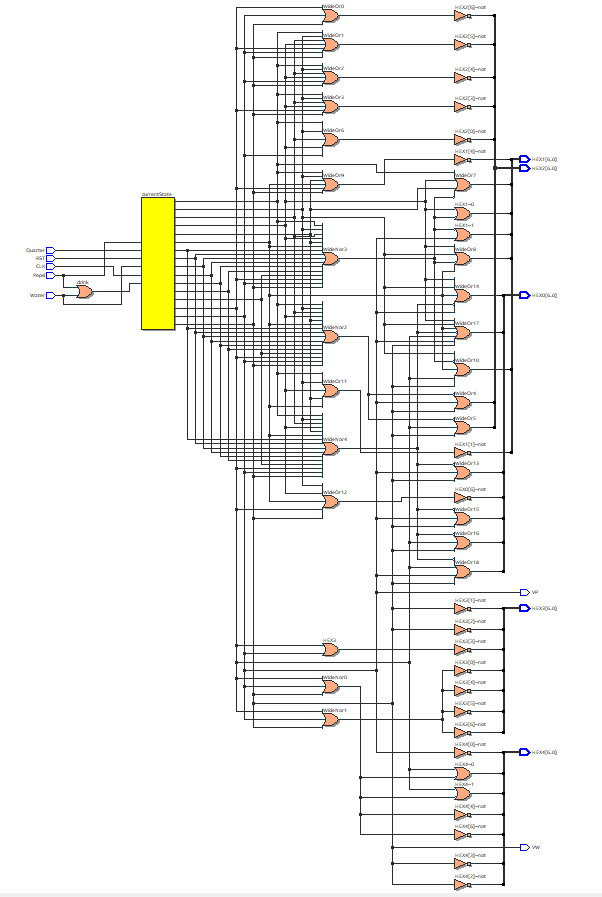 WideOr0
HEX2[6]~not
WideOr1
HEX2[5]~not
WideOr2
HEX2[4]~not
WideOr3
HEX2[3]~not
WideOr6
HEX2[0]~not
HEX1[4]~not
HEX1[6..0]
HEX2[6..0]
WideOr9
WideOr7
currentState
HEX1~0
HEX1~1
Quarter
RST
CLK
Pepsi
Water
drink
WideNor3
WideOr8
WideOr14
HEX0[6..0]
WideNor2
WideOr17
WideOr10
WideOr11
WideOr4
WideOr5
WideNor4
HEX1[1]~not
WideOr13
WideOr12
HEX0[6]~not
WideOr15
WideOr16
WideOr18
VP
HEX3[1]~not
HEX3[6..0]
HEX3[2]~not
HEX3
HEX3[3]~not
HEX3[0]~not
WideNor0
HEX3[4]~not
HEX3[5]~not
WideNor1
HEX3[6]~not
HEX4[0]~not
HEX4[6..0]
HEX4~0
HEX4~1
HEX4[4]~not
HEX4[6]~not
VW
HEX4[3]~not
HEX4[2]~not